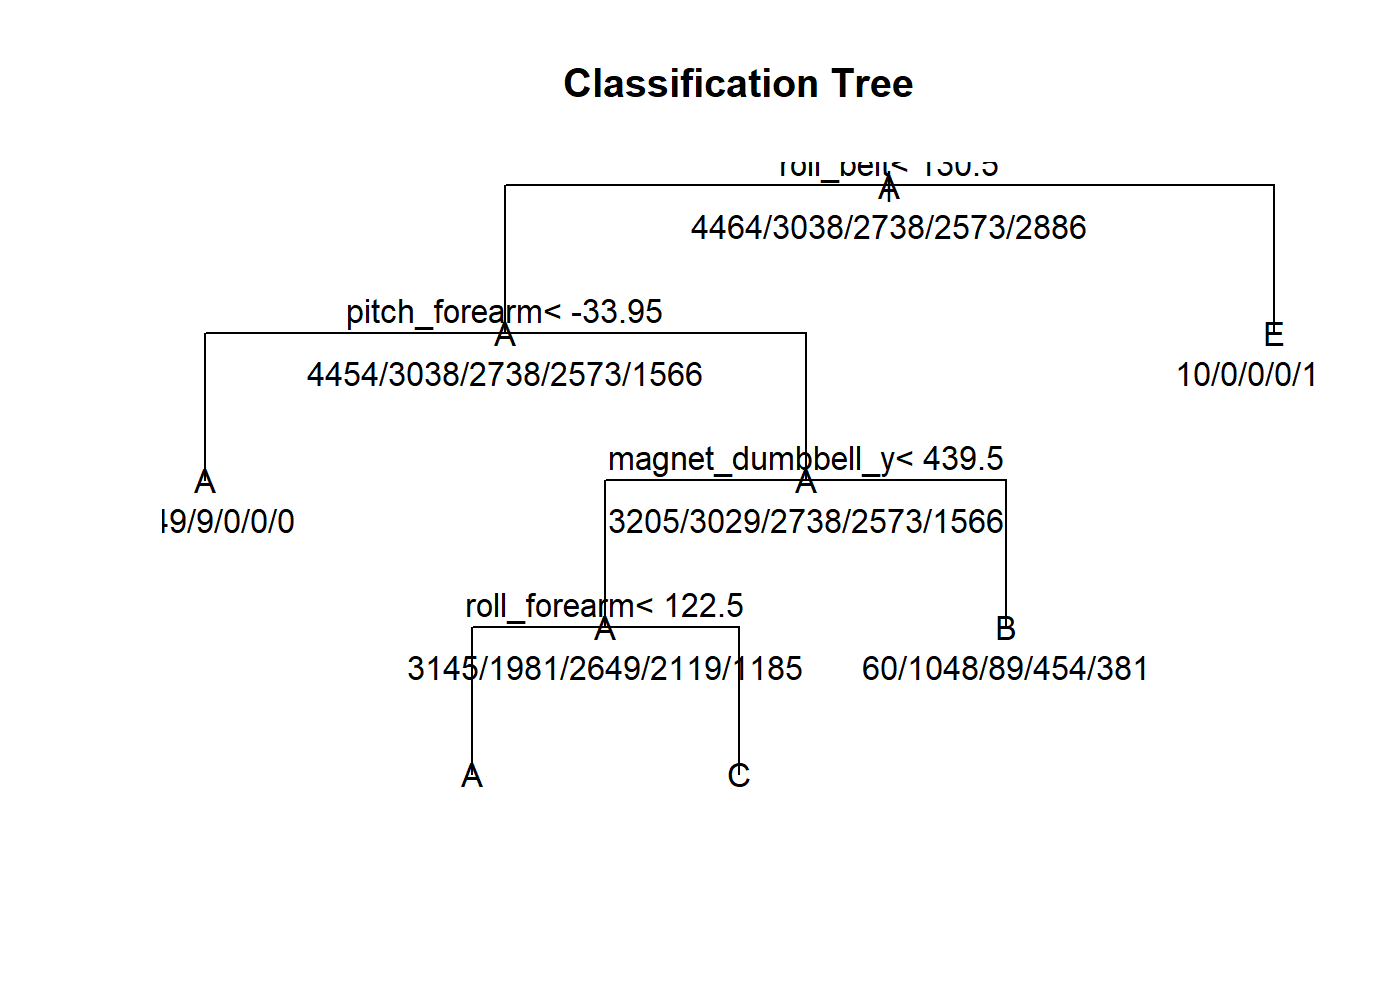 Classification Tree
roll_belt< 130.5
A
4464/3038/2738/2573/2886
pitch_forearm< -33.95
A
E
4454/3038/2738/2573/1566
10/0/0/0/1
magnet_dumbbell_y< 439.5
A
A
49/9/0/0/0
3205/3029/2738/2573/1566
roll_forearm< 122.5
A
B
3145/1981/2649/2119/1185
60/1048/89/454/381
A
C